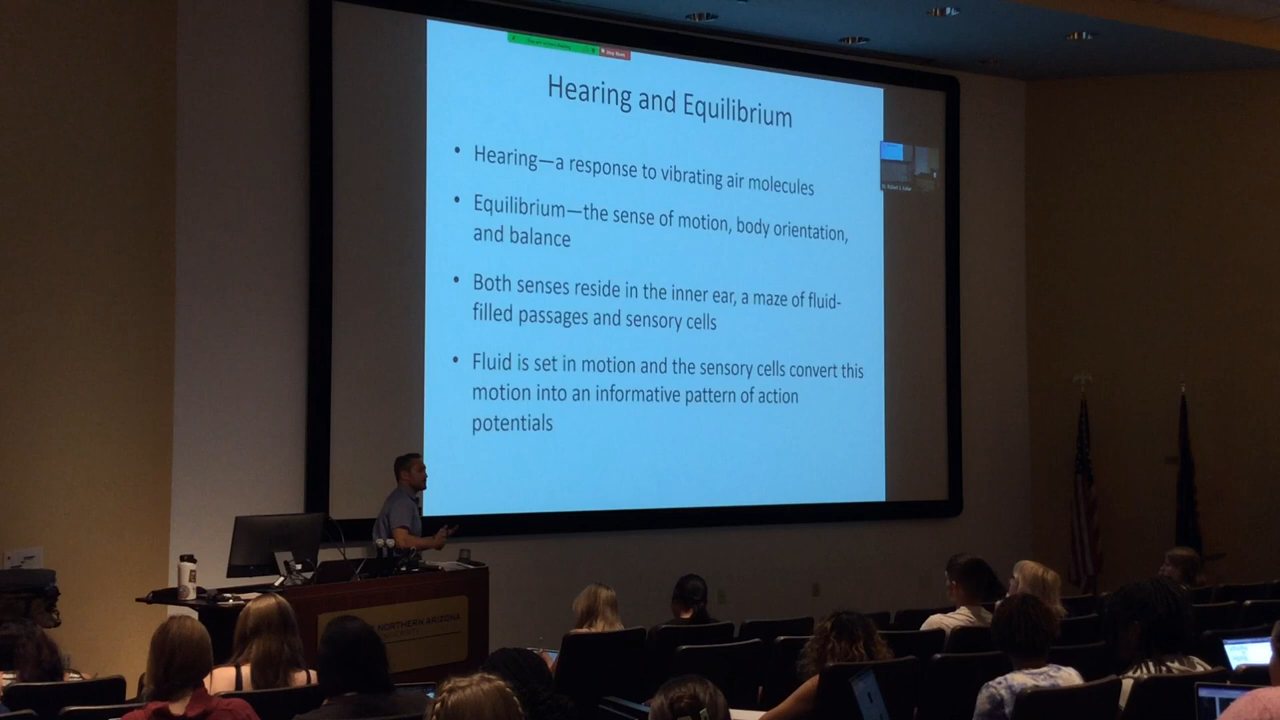 Hearing and Equilibrium
• Hearing—a response to vibrating air molecules
• Equilibrium—the sense of motion, body orientation,
and balance
• Both senses reside in the inner ear, a maze of fluid-
filled passages and sensory cells
• Fluid is set in motion and the sensory cells convert this
motion into an informative pattern of action
potentials
NORTHERN ARIZONA
UNIVERSITY